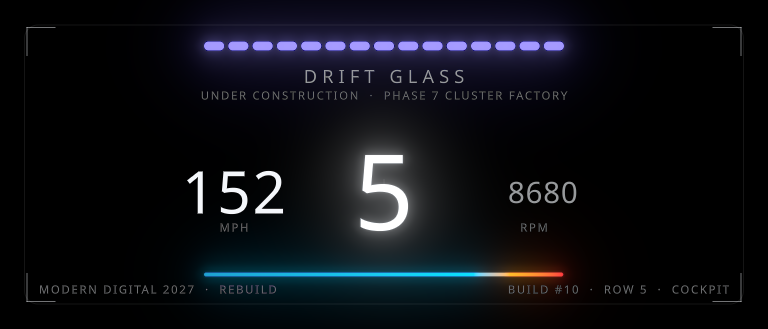 DRIFT GLASS
UNDER CONSTRUCTION · PHASE 7 CLUSTER FACTORY
152
MPH
5
8680
RPM
MODERN DIGITAL 2027 · REBUILD
BUILD #10 · ROW 5 · COCKPIT